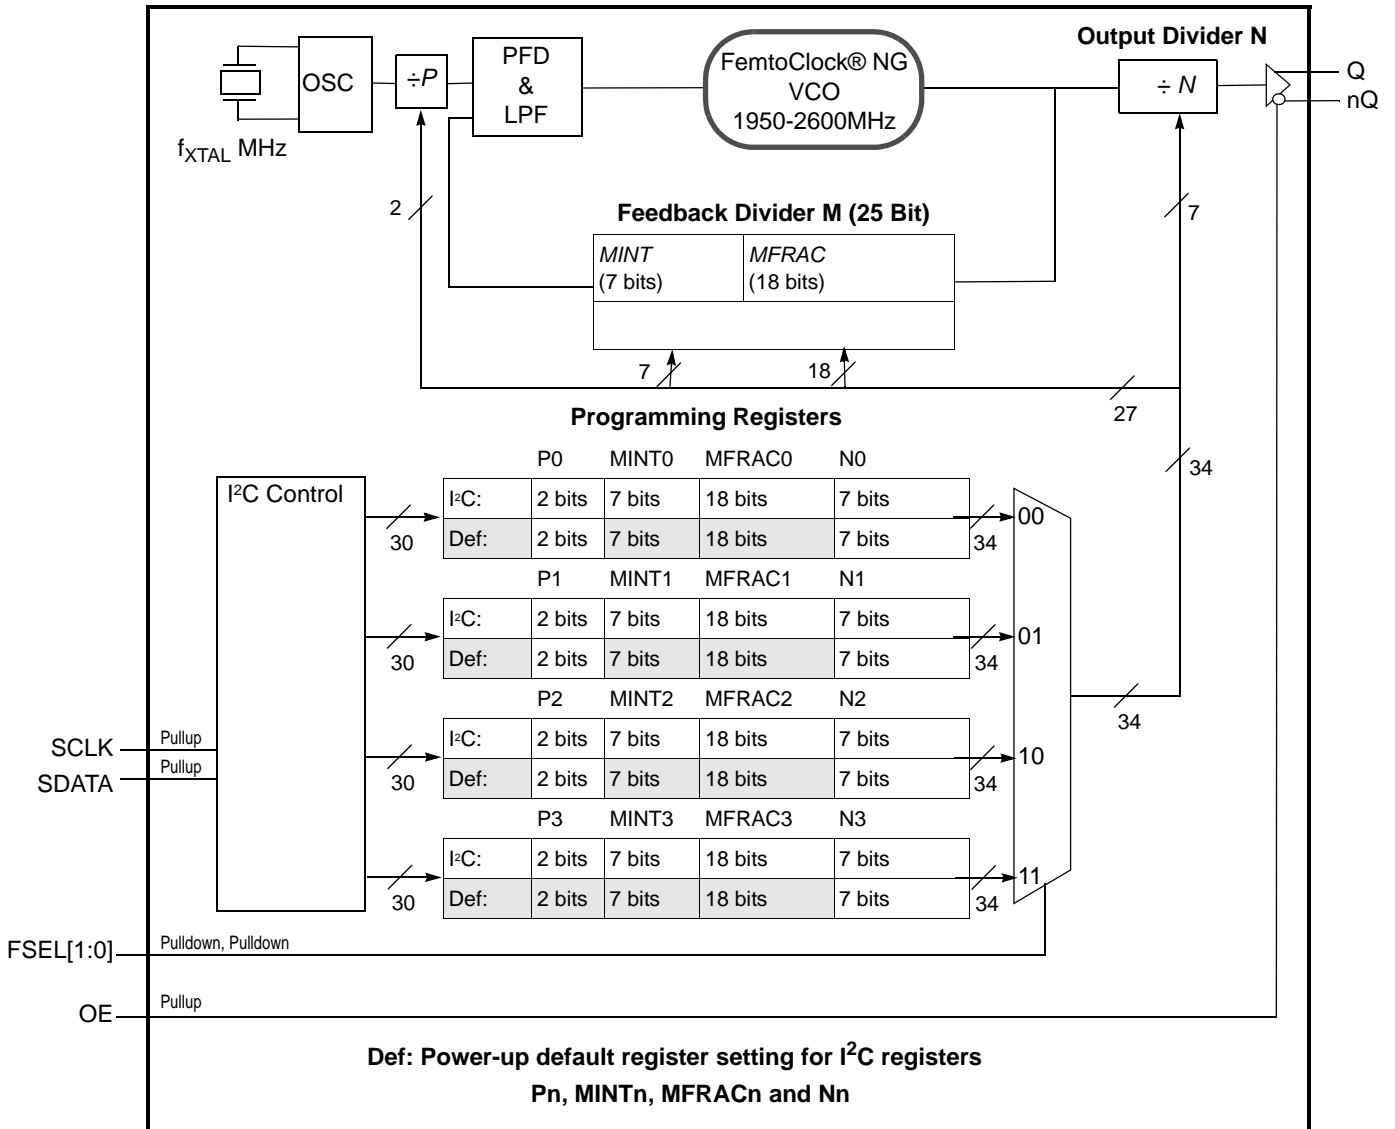 Output Divider N
OSC
÷P
PFD
&
LPF
FemtoClock® NG
VCO
1950-2600MHz
÷ N
Q
nQ
fXTAL MHz
2
7
Feedback Divider M (25 Bit)
MINT
(7 bits)
MFRAC
(18 bits)
7
18
27
Programming Registers
34
P0 MINT0 MFRAC0 N0
I²C Control
I²C: 2 bits 7 bits 18 bits 7 bits
00
30
Def: 2 bits 7 bits 18 bits 7 bits
34
P1 MINT1 MFRAC1 N1
I²C: 2 bits 7 bits 18 bits 7 bits
01
30
Def: 2 bits 7 bits 18 bits 7 bits
34
P2 MINT2 MFRAC2 N2
34
SCLK
Pullup
I²C: 2 bits 7 bits 18 bits 7 bits
10
SDATA
Pullup
30
Def: 2 bits 7 bits 18 bits 7 bits
34
P3 MINT3 MFRAC3 N3
I²C: 2 bits 7 bits 18 bits 7 bits
11
30
Def: 2 bits 7 bits 18 bits 7 bits
34
FSEL[1:0]
Pulldown, Pulldown
OE
Pullup
Def: Power-up default register setting for I²C registers
Pn, MINTn, MFRACn and Nn